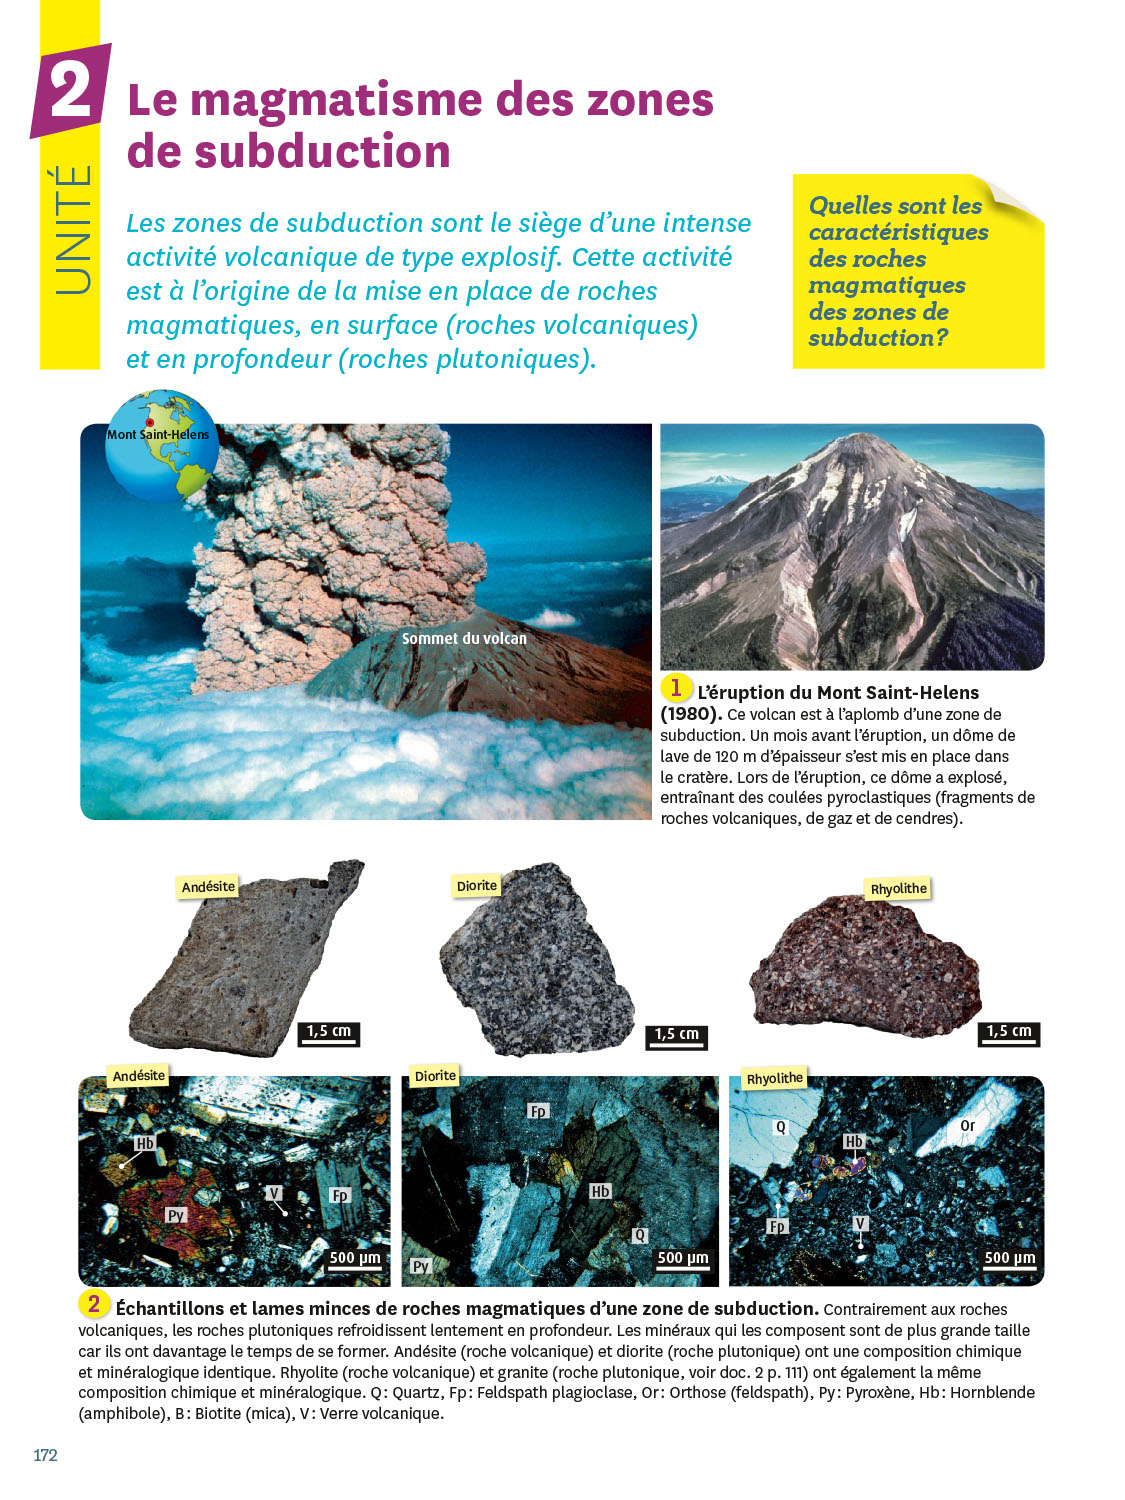 2
UNITÉ
Le magmatisme des zones
de subduction
Les zones de subduction sont le siège d’une intense
activité volcanique de type explosif. Cette activité
est à l’origine de la mise en place de roches
magmatiques, en surface (roches volcaniques)
et en profondeur (roches plutoniques).
Quelles sont les
caractéristiques
des roches
magmatiques
des zones de
subduction ?
Mont Saint-Helens
Sommet du volcan
1 L’éruption du Mont Saint-Helens
(1980). Ce volcan est à l’aplomb d’une zone de
subduction. Un mois avant l’éruption, un dôme de
lave de 120 m d’épaisseur s’est mis en place dans
le cratère. Lors de l’éruption, ce dôme a explosé,
entraînant des coulées pyroclastiques (fragments de
roches volcaniques, de gaz et de cendres).
Andésite
1,5 cm
Diorite
1,5 cm
Rhyolithe
1,5 cm
Andésite
Hb
Py
V
Fp
500 µm
Diorite
Fp
Hb
Q
Py
500 µm
Rhyolithe
Q
Hb
Or
Fp
V
500 µm
2 Échantillons et lames minces de roches magmatiques d’une zone de subduction. Contrairement aux roches
volcaniques, les roches plutoniques refroidissent lentement en profondeur. Les minéraux qui les composent sont de plus grande taille
car ils ont davantage le temps de se former. Andésite (roche volcanique) et diorite (roche plutonique) ont une composition chimique
et minéralogique identique. Rhyolite (roche volcanique) et granite (roche plutonique, voir doc. 2 p. 111) ont également la même
composition chimique et minéralogique. Q : Quartz, Fp : Feldspath plagioclase, Or : Orthose (feldspath), Py : Pyroxène, Hb : Hornblende
(amphibole), B : Biotite (mica), V : Verre volcanique.
172